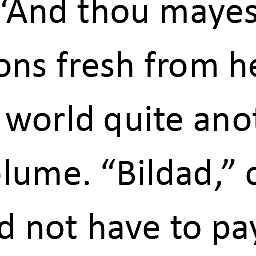 “And thou mayes
ons fresh from he
world quite anot
lume. “Bildad,”
d not have to pay